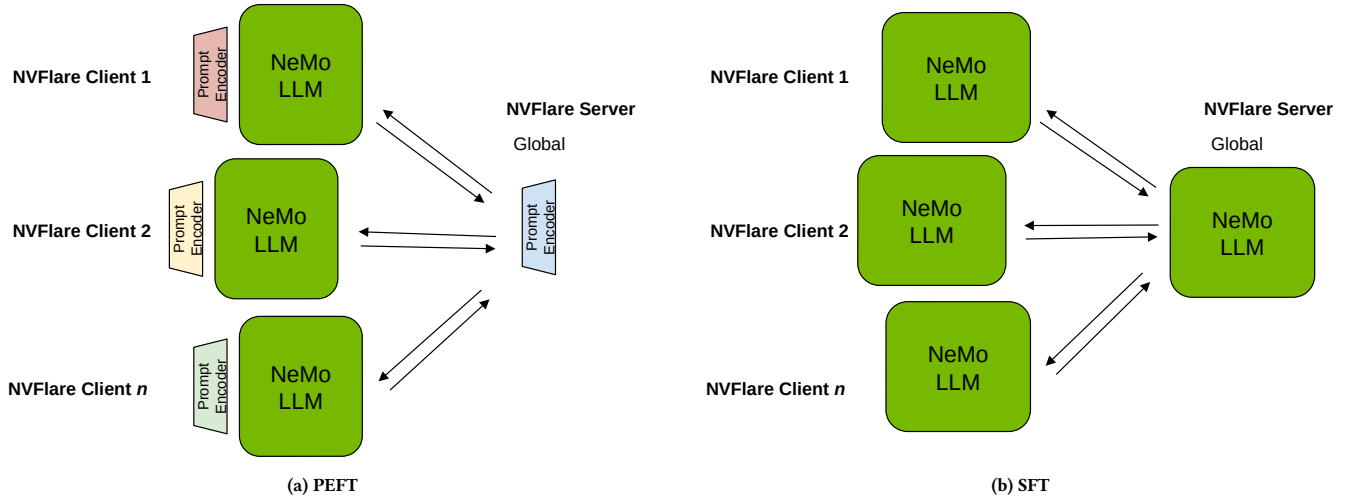 NVFlare Client 1
Prompt
Encoder
NeMo
LLM
NVFlare Server
Global
Prompt
Encoder
NVFlare Client 2
Prompt
Encoder
NeMo
LLM
NVFlare Client n
Prompt
Encoder
NeMo
LLM
(a) PEFT
NVFlare Client 1
NeMo
LLM
NVFlare Server
Global
NeMo
LLM
NVFlare Client 2
NeMo
LLM
NVFlare Client n
NeMo
LLM
(b) SFT